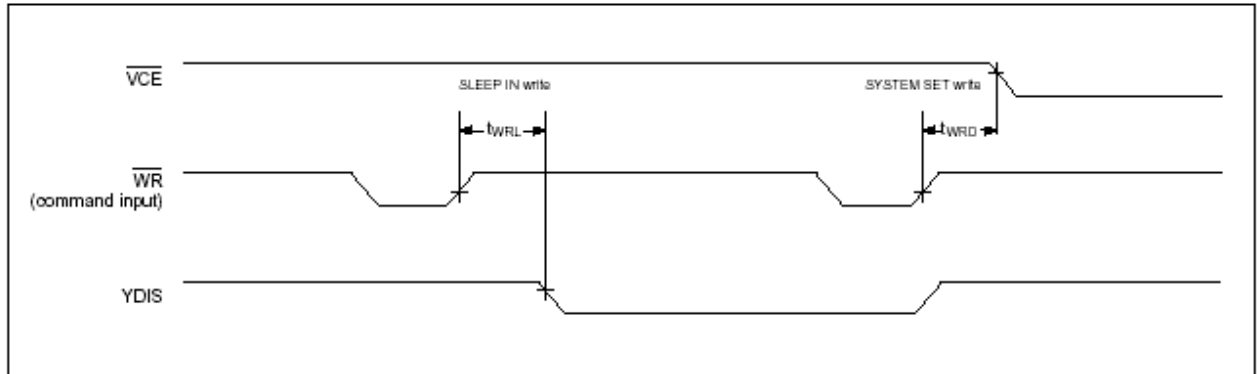 VCE
SLEEP IN write
SYSTEM SET write
tWRL
tWRD
WR
(command input)
YDIS